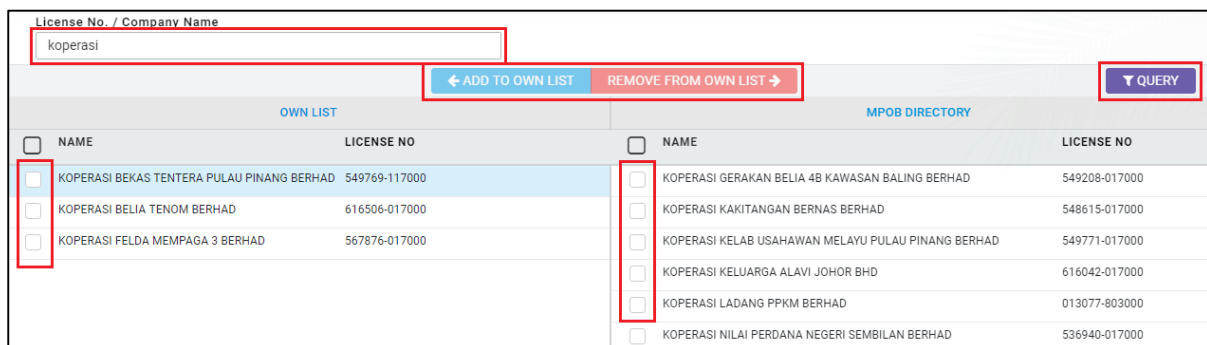 License No. / Company Name
koperasi
← ADD TO OWN LIST REMOVE FROM OWN LIST → QUERY
OWN LIST MPOB DIRECTORY
NAME LICENSE NO NAME LICENSE NO
KOPERASI BEKAS TENTERA PULAU PINANG BERHAD 549769-117000 KOPERASI GERAKAN BELIA 4B KAWASAN BALING BERHAD 549208-017000
KOPERASI BELIA TENOM BERHAD 616506-017000 KOPERASI KAKITANGAN BERNAS BERHAD 548615-017000
KOPERASI FELDA MEMPAGA 3 BERHAD 567876-017000 KOPERASI KELAB USAHAWAN MELAYU PULAU PINANG BERHAD 549771-017000
KOPERASI KELUARGA ALAVI JOHOR BHD 616042-017000
KOPERASI LADANG PPKM BERHAD 013077-803000
KOPERASI NILAI PERDANA NEGERI SEMBILAN BERHAD 536940-017000